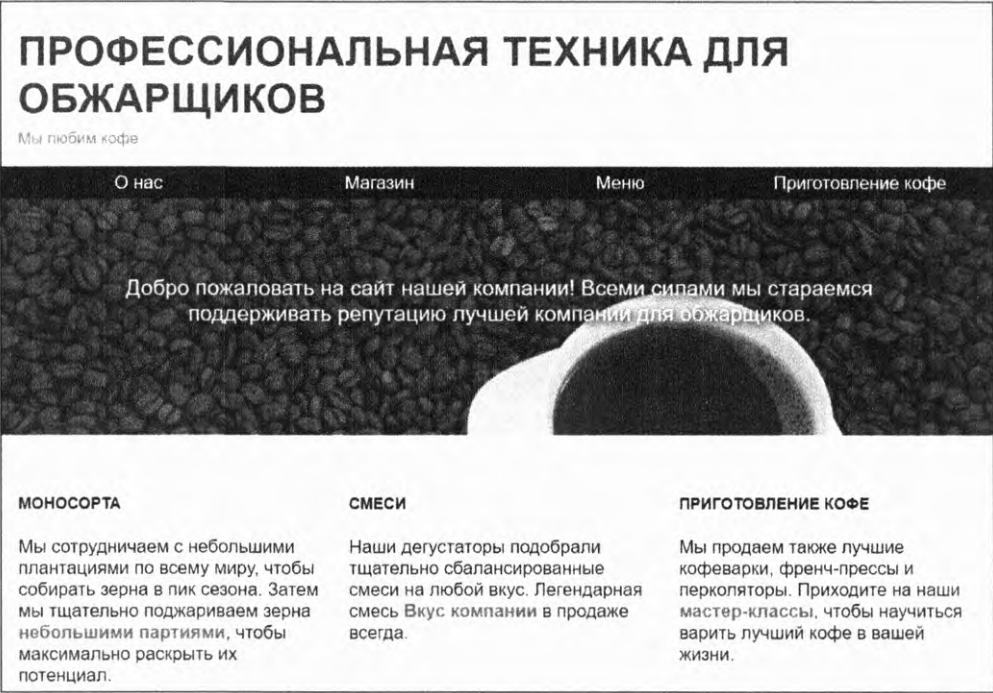 ПРОФЕССИОНАЛЬНАЯ ТЕХНИКА ДЛЯ
ОБЖАРЩИКОВ
Мы любим кофе
О нас Магазин Меню Приготовление кофе
Добро пожаловать на сайт нашей компании! Всеми силами мы стараемся
поддерживать репутацию лучшей компании для обжарщиков.
МОНОСОРТА
Мы сотрудничаем с небольшими
плантациями по всему миру, чтобы
собирать зерна в пик сезона. Затем
мы тщательно поджариваем зерна
небольшими партиями, чтобы
максимально раскрыть их
потенциал.
СМЕСИ
Наши дегустаторы подобрали
тщательно сбалансированные
смеси на любой вкус. Легендарная
смесь Вкус компании в продаже
всегда.
ПРИГОТОВЛЕНИЕ КОФЕ
Мы продаем также лучшие
кофеварки, френч-прессы и
перколяторы. Приходите на наши
мастер-классы, чтобы научиться
варить лучший кофе в вашей
жизни.